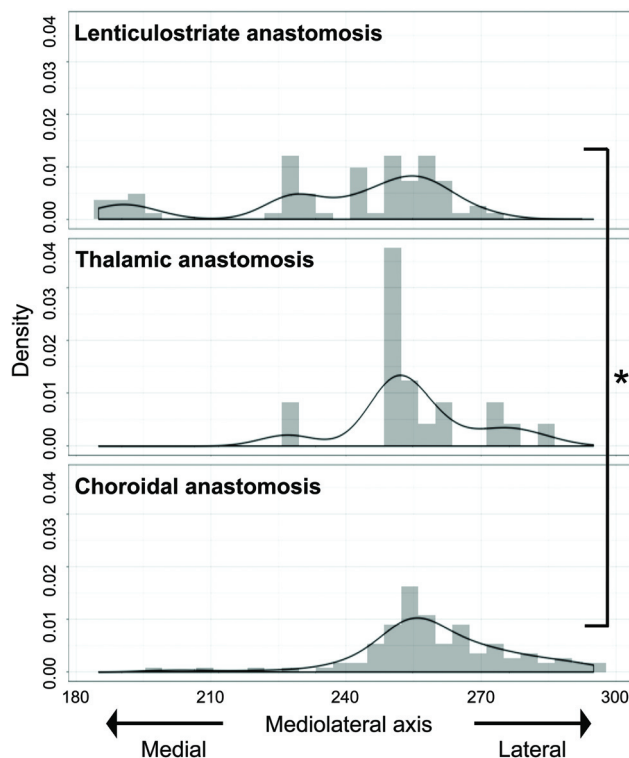 Lenticulostriate anastomosis
0.04
0.03
0.02
0.01
0.00
Thalamic anastomosis
0.04
0.03
0.02
0.01
0.00
Density
*
Choroidal anastomosis
0.04
0.03
0.02
0.01
0.00
180 210 240 270 300
Mediolateral axis
Medial Lateral